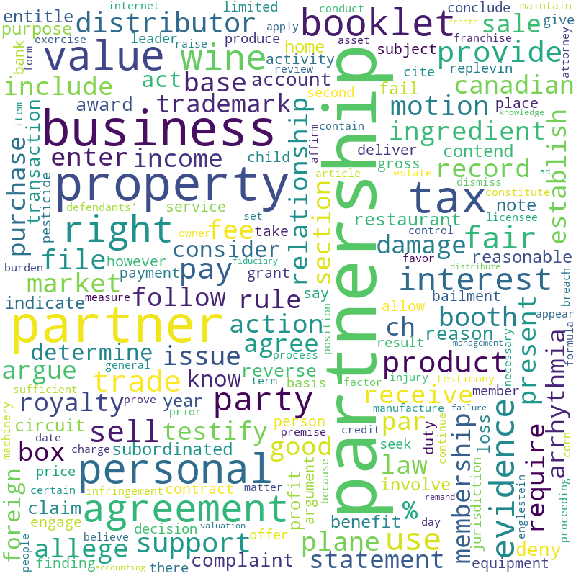 internet limited conduct conclude maintain
entitle distributor booklet sale give
purpose leader apply franchise
bank form exercise raise produce asset attorney
value wine home subject provide
activity review cite replevin
include act base account second fail canadian
award trademark motion place
item business contain affirm deliver ingredient
transaction enter income child relationship gross contend establish
purchase article estate record dismiss
pesticide property knowledge constitute
defendants' service set restaurant tax note
right owner fee take section control licensee
file consider fiduciary damage fair
burden however payment grant favor distribute reasonable
market pay say interest breach
indicate measure follow rule position allow bailment appear formula
partner action ch booth present
determine issue agree process result reason management necessary
argue general reverse injury product
trade know term basis factor testimony member
sufficient prove year party person receive manufacture failure
machinery royalty prior premise credit duty continue arrhythmia
date circuit sell testify good par evidence require
box charge subordinated seek law membership loss jurisdiction corn
price personal because
certain infringement contract profit argument involve proceeding
foreign claim matter benefit % use
engage agreement offer day remand englestein
people believe decision plane deny
allege valuation support statement
finding accounting there complaint equipment
partnership